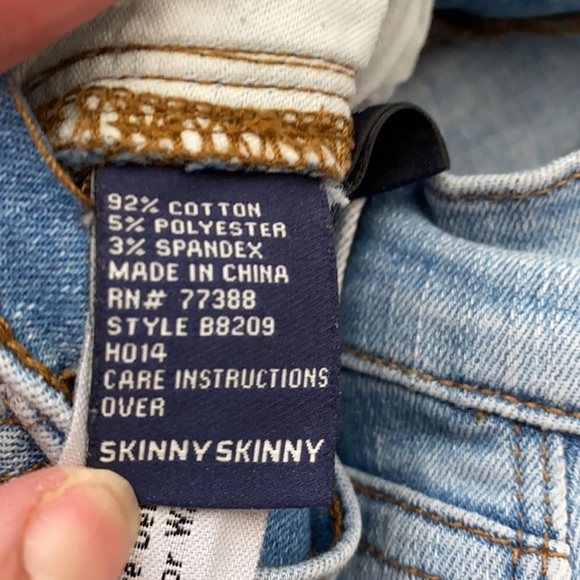 92% COTTON
5% POLYESTER
3% SPANDEX
MADE IN CHINA
RN# 77388
STYLE B8209
H014
CARE INSTRUCTIONS
OVER
SKINNY SKINNY